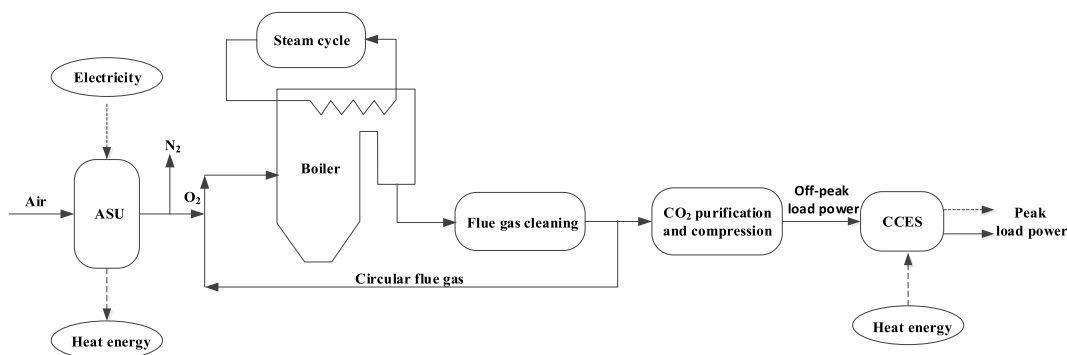 Steam cycle
Electricity
N₂
Boiler
O₂
Air
ASU
Off-peak
load power
Flue gas cleaning
CO₂ purification
and compression
CCES
Peak
load power
Circular flue gas
Heat energy
Heat energy